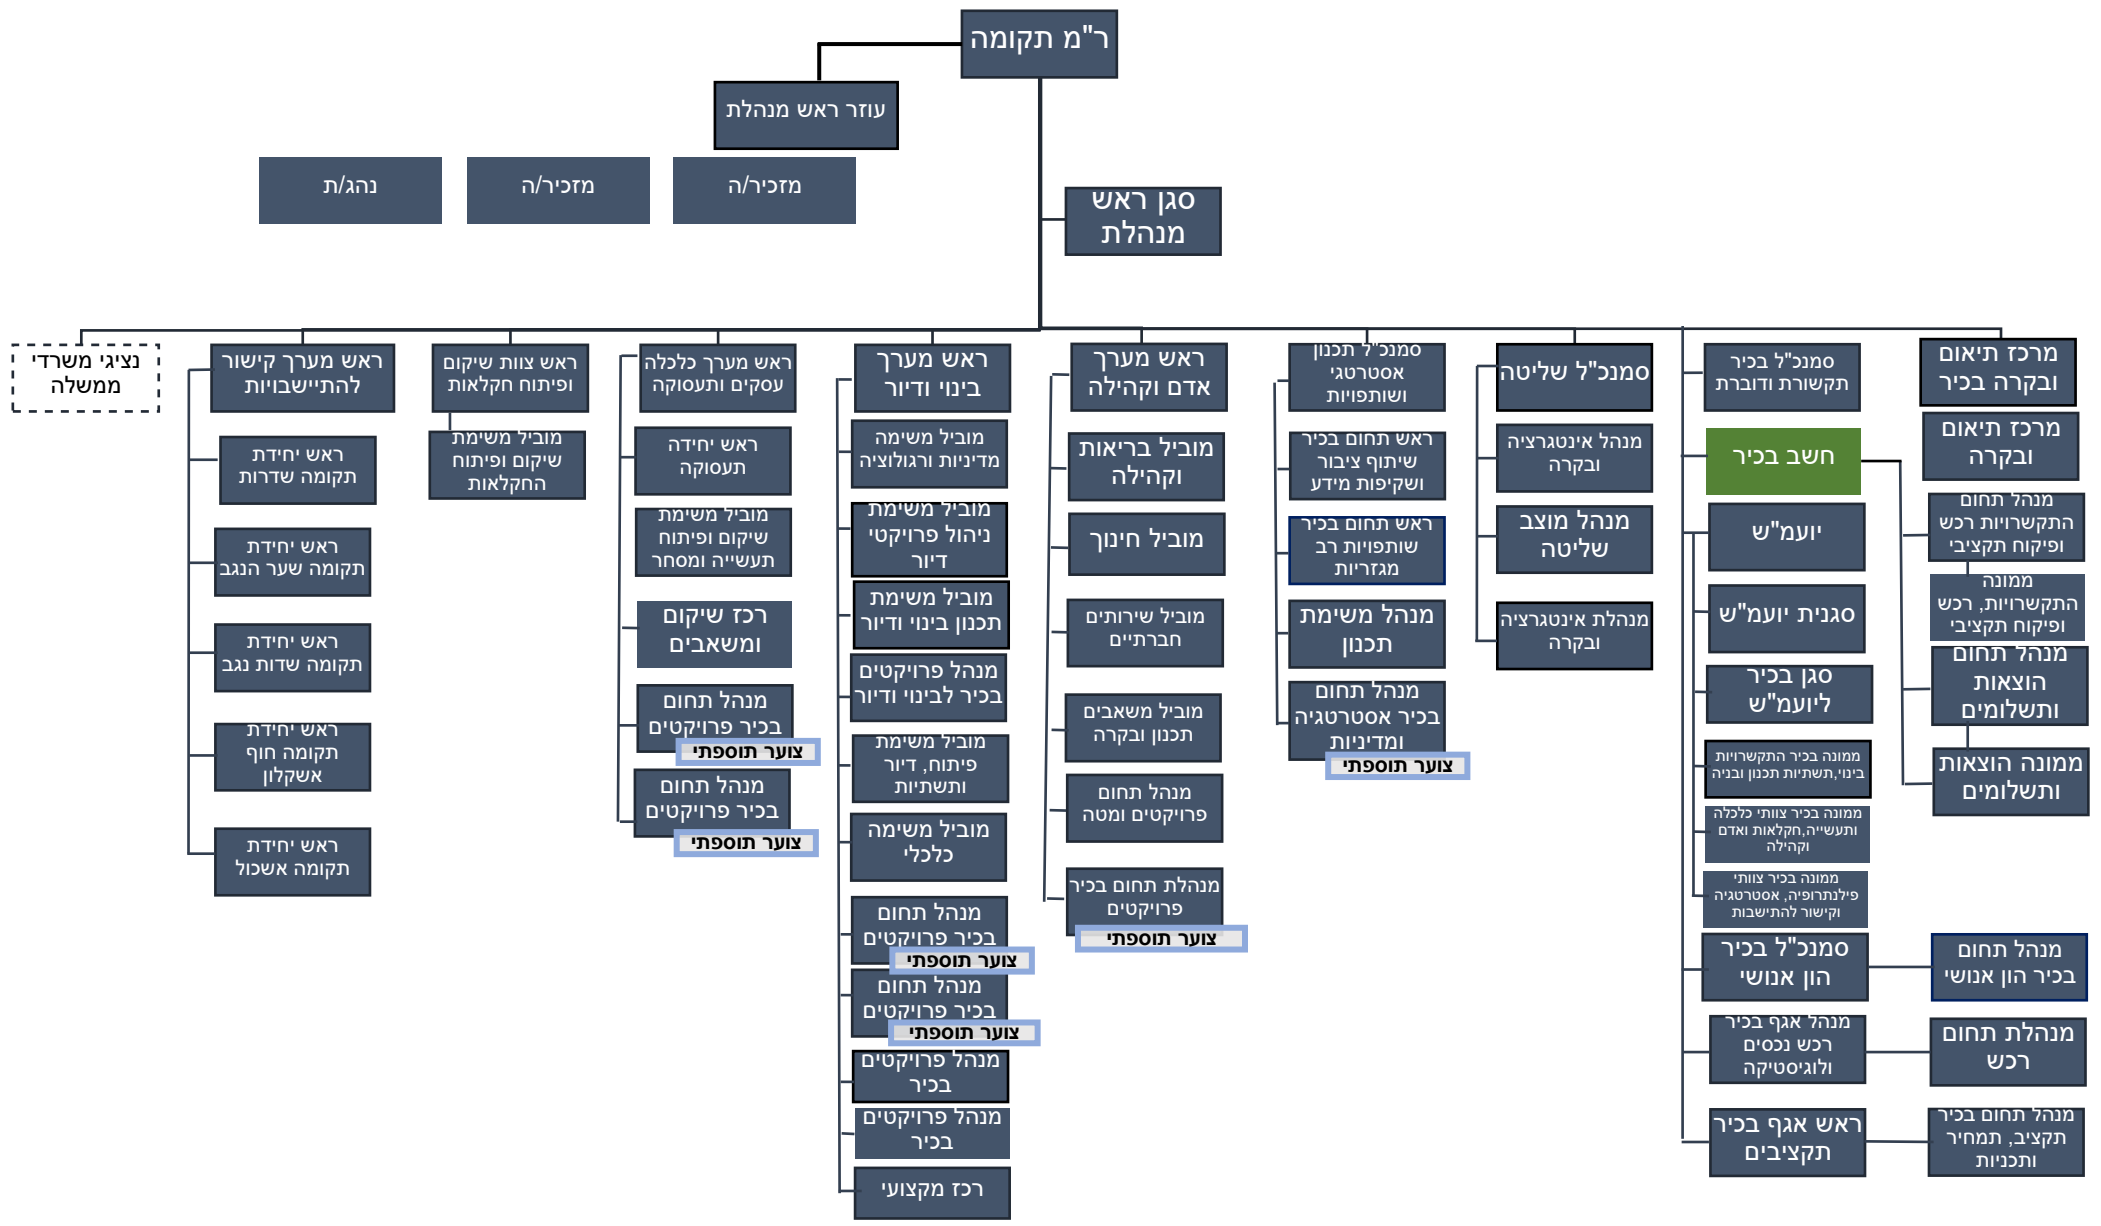 ר"מ תקומה
עוזר ראש מנהלת
מזכיר/ה
מזכיר/ה
נהג/ת
סגן ראש
מנהלת
מרכז תיאום
ובקרה בכיר
מרכז תיאום
ובקרה
סמנכ"ל בכיר
תקשורת ודוברת
חשב בכיר
מנהל תחום
התקשרויות רכש
ופיקוח תקציבי
ממונה
התקשרויות, רכש
ופיקוח תקציבי
מנהל תחום
הוצאות
ותשלומים
ממונה הוצאות
ותשלומים
יועמ"ש
סגנית יועמ"ש
סגן בכיר
ליועמ"ש
ממונה בכיר התקשרויות
בינוי,תשתיות תכנון ובניה
ממונה בכיר צוותי כלכלה
ותעשייה,חקלאות ואדם
וקהילה
ממונה בכיר צוותי
פילנתרופיה, אסטרטגיה
וקישור להתישבות
סמנכ"ל בכיר
הון אנושי
מנהל תחום
בכיר הון אנושי
מנהל אגף בכיר
רכש נכסים
ולוגיסטיקה
מנהלת תחום
רכש
ראש אגף בכיר
תקציבים
מנהל תחום בכיר
תקציב, תמחיר
ותכניות
סמנכ"ל שליטה
מנהל אינטגרציה
ובקרה
מנהל מוצב
שליטה
מנהלת אינטגרציה
ובקרה
סמנכ"ל תכנון
אסטרטגי
ושותפויות
ראש תחום בכיר
שיתוף ציבור
ושקיפות מידע
ראש תחום בכיר
שותפויות רב
מגזריות
מנהל משימת
תכנון
מנהל תחום
בכיר אסטרטגיה
ומדיניות
צוער תוספתי
ראש מערך
אדם וקהילה
מוביל בריאות
וקהילה
מוביל חינוך
מוביל שירותים
חברתיים
מוביל משאבים
תכנון ובקרה
מנהל תחום
פרויקטים ומטה
מנהלת תחום בכיר
פרויקטים
צוער תוספתי
ראש מערך
בינוי ודיור
מוביל משימה
מדיניות ורגולוציה
מוביל משימת
ניהול פרויקטי
דיור
מוביל משימת
תכנון בינוי ודיור
מנהל פרויקטים
בכיר לבינוי ודיור
מוביל משימת
פיתוח, דיור
ותשתיות
מוביל משימה
כלכלי
מנהל תחום
בכיר פרויקטים
צוער תוספתי
מנהל תחום
בכיר פרויקטים
צוער תוספתי
מנהל פרויקטים
בכיר
מנהל פרויקטים
בכיר
רכז מקצועי
ראש מערך כלכלה
עסקים ותעסוקה
ראש יחידה
תעסוקה
מוביל משימת
שיקום ופיתוח
תעשייה ומסחר
רכז שיקום
ומשאבים
מנהל תחום
בכיר פרויקטים
צוער תוספתי
מנהל תחום
בכיר פרויקטים
צוער תוספתי
ראש צוות שיקום
ופיתוח חקלאות
מוביל משימת
שיקום ופיתוח
החקלאות
ראש מערך קישור
להתיישבויות
ראש יחידת
תקומה שדרות
ראש יחידת
תקומה שער הנגב
ראש יחידת
תקומה שדות נגב
ראש יחידת
תקומה חוף
אשקלון
ראש יחידת
תקומה אשכול
נציגי משרדי
ממשלה